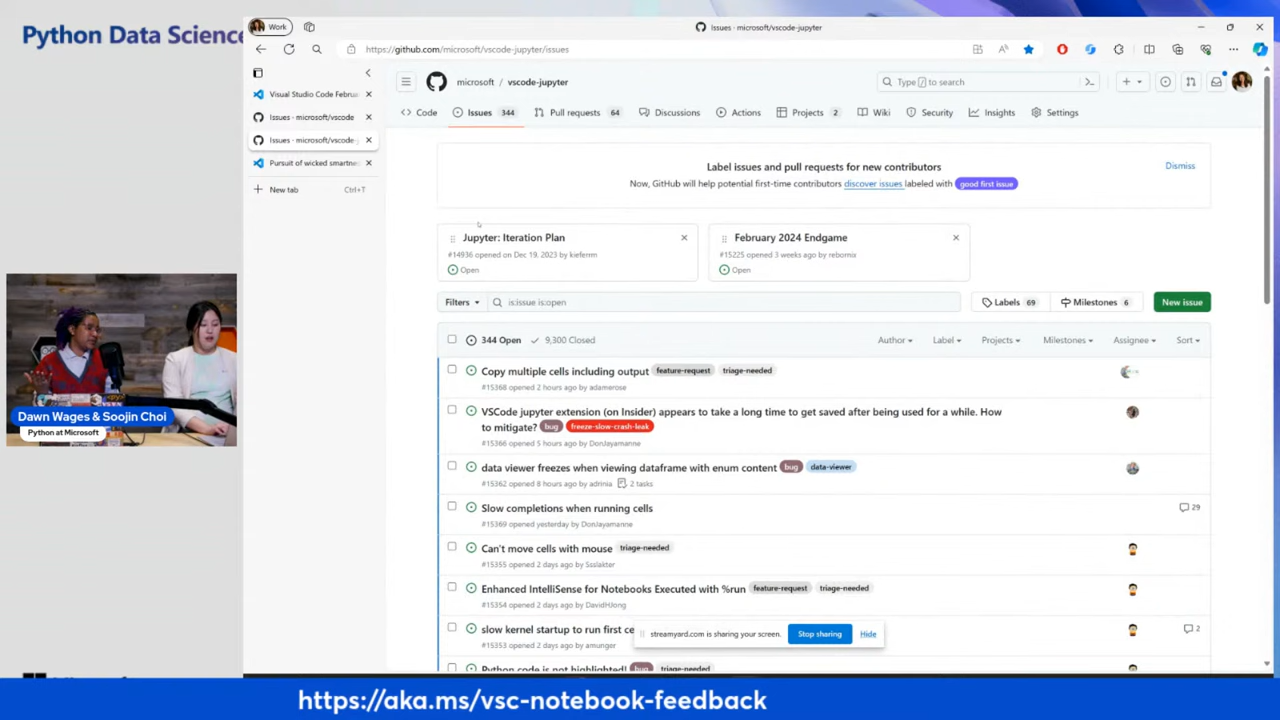 Python Data Science
Work
Issues · microsoft/vscode-jupyter
https://github.com/microsoft/vscode-jupyter/issues
Visual Studio Code Februa
Issues · microsoft/vscode
Issues · microsoft/vscode-j
Pursuit of wicked smartnes
New tab
Ctrl+T
microsoft / vscode-jupyter
Type / to search
Code
Issues 344
Pull requests 64
Discussions
Actions
Projects 2
Wiki
Security
Insights
Settings
Label issues and pull requests for new contributors
Dismiss
Now, GitHub will help potential first-time contributors discover issues labeled with good first issue
Jupyter: Iteration Plan
#14936 opened on Dec 19, 2023 by kieferrm
Open
February 2024 Endgame
#15225 opened 3 weeks ago by rebornix
Open
Filters
is:issue is:open
Labels 69
Milestones 6
New issue
344 Open
9,300 Closed
Author
Label
Projects
Milestones
Assignee
Sort
Copy multiple cells including output feature-request triage-needed
#15368 opened 2 hours ago by adamerose
VSCode jupyter extension (on Insider) appears to take a long time to get saved after being used for a while. How
to mitigate? bug freeze-slow-crash-leak
#15366 opened 5 hours ago by DonJayamanne
data viewer freezes when viewing dataframe with enum content bug data-viewer
#15362 opened 8 hours ago by adrinia 2 tasks
Slow completions when running cells
29
#15369 opened yesterday by DonJayamanne
Can't move cells with mouse triage-needed
#15355 opened 2 days ago by Ssslakter
Enhanced IntelliSense for Notebooks Executed with %run feature-request triage-needed
#15354 opened 2 days ago by DavidHJong
slow kernel startup to run first ce
2
#15353 opened 2 days ago by amunger
Python code is not highlighted! bug triage-needed
streamyard.com is sharing your screen.
Stop sharing
Hide
Dawn Wages & Soojin Choi
Python at Microsoft
https://aka.ms/vsc-notebook-feedback